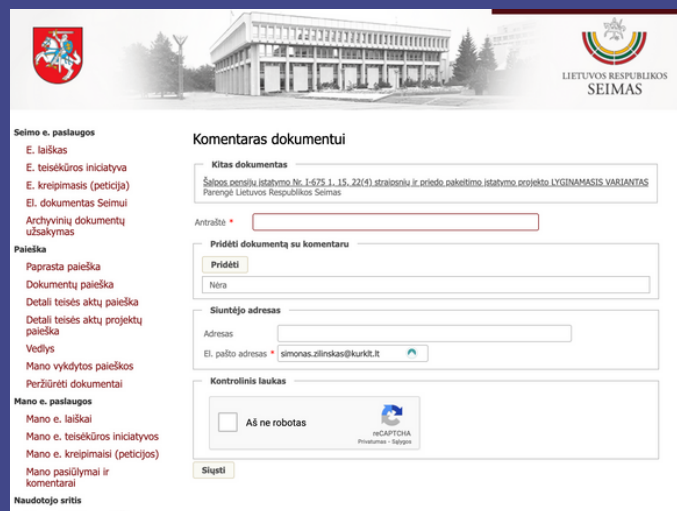 LIETUVOS RESPUBLIKOS
SEIMAS
Seimo e. paslaugos
E. laiškas
E. teisėkūros iniciatyva
E. kreipimasis (peticija)
El. dokumentas Seimui
Archyvinių dokumentų
užsakymas
Paieška
Paprasta paieška
Dokumentų paieška
Detali teisės aktų paieška
Detali teisės aktų projektų
paieška
Vedlys
Mano vykdytos paieškos
Peržiūrėti dokumentai
Mano e. paslaugos
Mano e. laiškai
Mano e. teisėkūros iniciatyvos
Mano e. kreipimaisi (peticijos)
Mano pasiūlymai ir
komentarai
Naudotojo sritis
Komentaras dokumentui
Kitas dokumentas
Šalpos pensijų įstatymo Nr. I-675 1, 15, 22(4) straipsnių ir priedo pakeitimo įstatymo projekto LYGINAMASIS VARIANTAS
Parengė Lietuvos Respublikos Seimas
Antraštė *
Pridėti dokumentą su komentaru
Pridėti
Nėra
Siuntėjo adresas
Adresas
El. pašto adresas * simonas.zilinskas@kurklt.lt
Kontrolinis laukas
Aš ne robotas
reCAPTCHA
Privatumas - Sąlygos
Siųsti